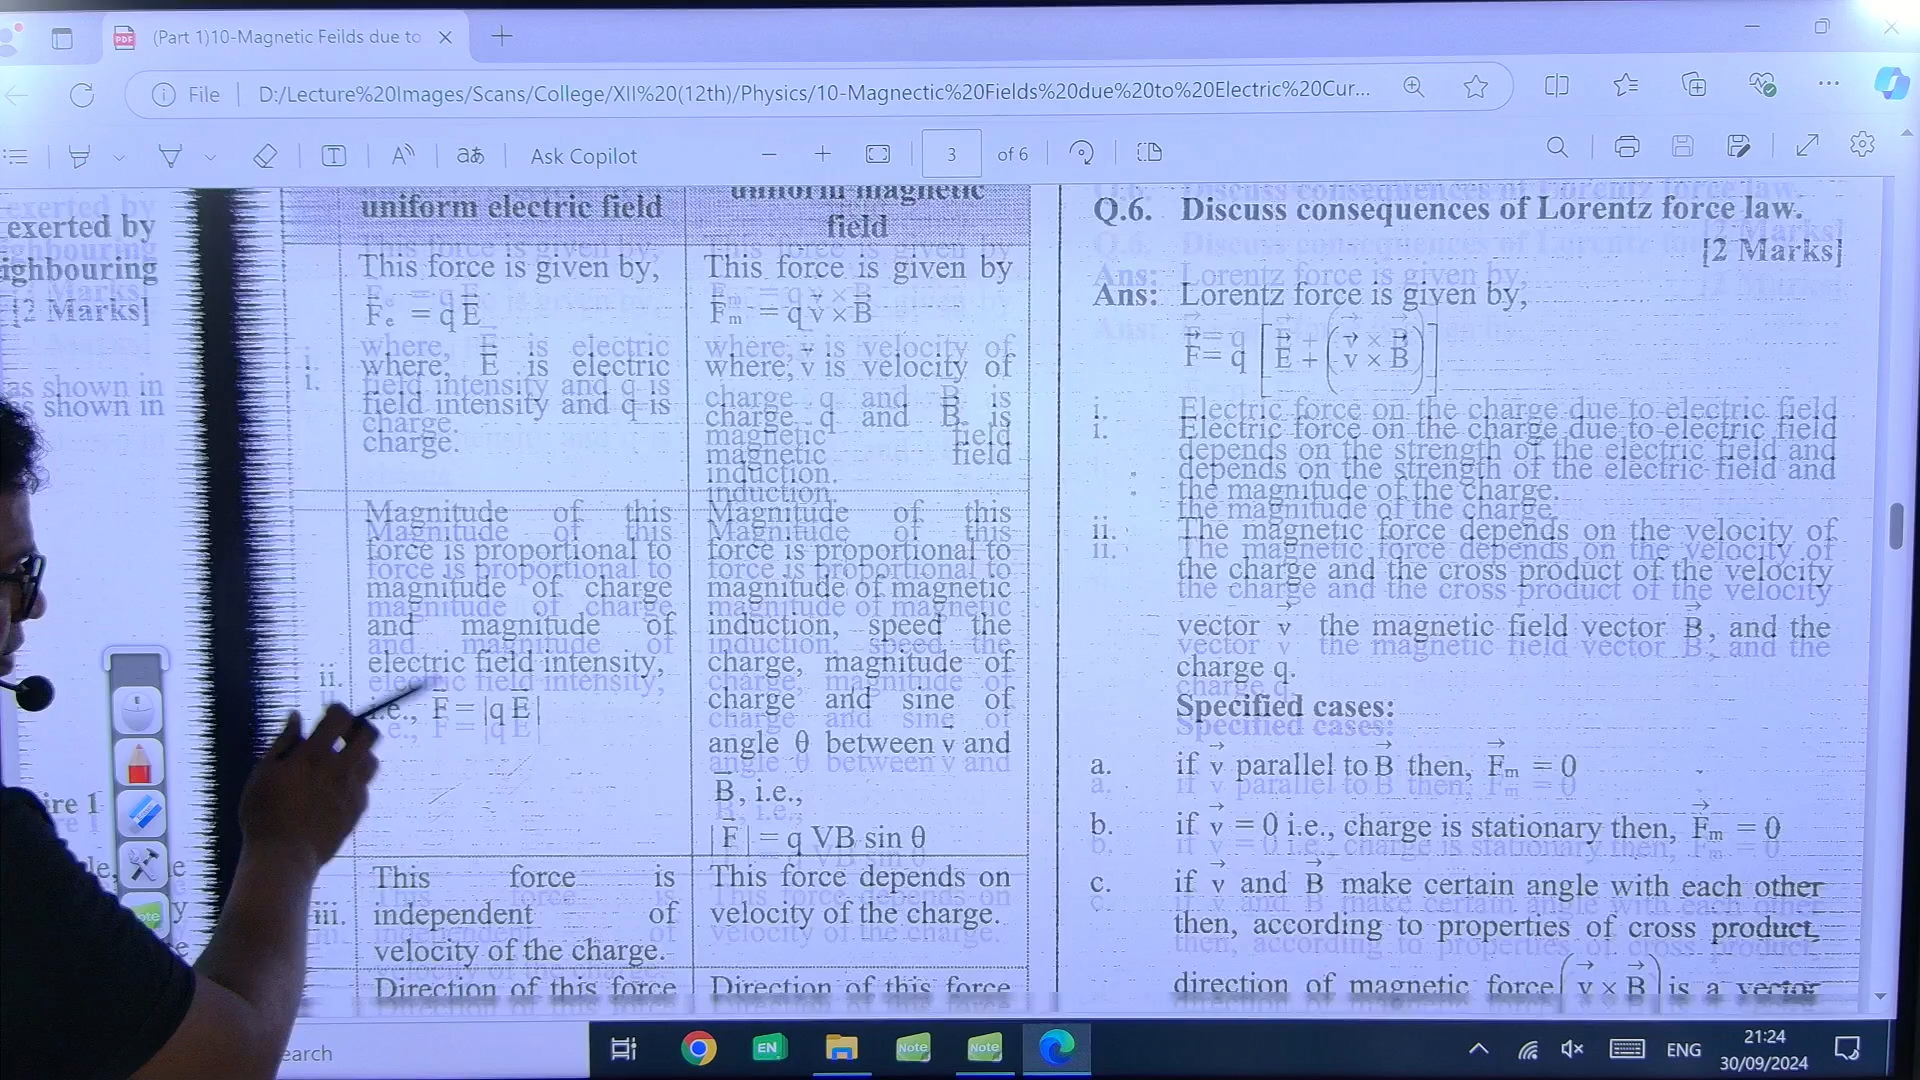 (Part 1)10-Magnetic Feilds due to
File
D:/Lecture%20Images/Scans/College/XII%20(12th)/Physics/10-Magnectic%20Fields%20due%20to%20Electric%20Cur...
Ask Copilot
3 of 6
exerted by
ighbouring
[2 Marks]
as shown in
ire 1
uniform electric field
uniform magnetic
field
This force is given by,
F⃗e = qE⃗
i. where, E⃗ is electric
field intensity and q is
charge.
This force is given by
F⃗m = q v⃗ × B⃗
where, v⃗ is velocity of
charge q and B⃗ is
magnetic field
induction.
ii. Magnitude of this
force is proportional to
magnitude of charge
and magnitude of
electric field intensity,
i.e., F⃗ = |q E⃗|
Magnitude of this
force is proportional to
magnitude of magnetic
induction, speed the
charge, magnitude of
charge and sine of
angle θ between v⃗ and
B⃗, i.e.,
|F⃗| = q VB sin θ
iii. This force is
independent of
velocity of the charge.
This force depends on
velocity of the charge.
Direction of this force
Direction of this force
Q.6. Discuss consequences of Lorentz force law.
[2 Marks]
Ans: Lorentz force is given by,
F⃗ = q [E⃗ + (v⃗ × B⃗)]
i. Electric force on the charge due to electric field
depends on the strength of the electric field and
the magnitude of the charge.
ii. The magnetic force depends on the velocity of
the charge and the cross product of the velocity
vector v⃗ the magnetic field vector B⃗, and the
charge q.
Specified cases:
a. if v⃗ parallel to B⃗ then, F⃗m = 0
b. if v⃗ = 0 i.e., charge is stationary then, F⃗m = 0
c. if v⃗ and B⃗ make certain angle with each other
then, according to properties of cross product,
direction of magnetic force (v⃗ × B⃗) is a vector
earch
EN
Note
Note
ENG
21:24
30/09/2024